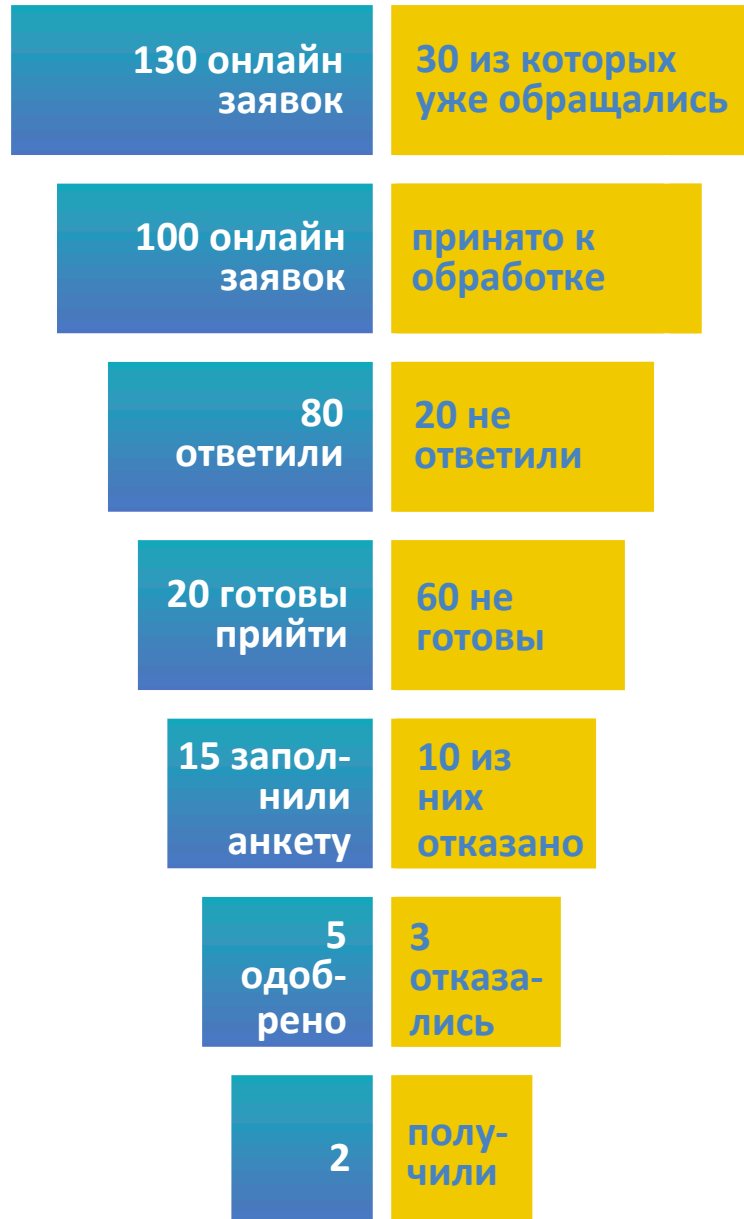 130 онлайн
заявок
30 из которых
уже обращались
100 онлайн
заявок
принято к
обработке
80
ответили
20 не
ответили
20 готовы
прийти
60 не
готовы
15 запол-
нили
анкету
10 из
них
отказано
5
одоб-
рено
3
отказа-
лись
2
полу-
чили